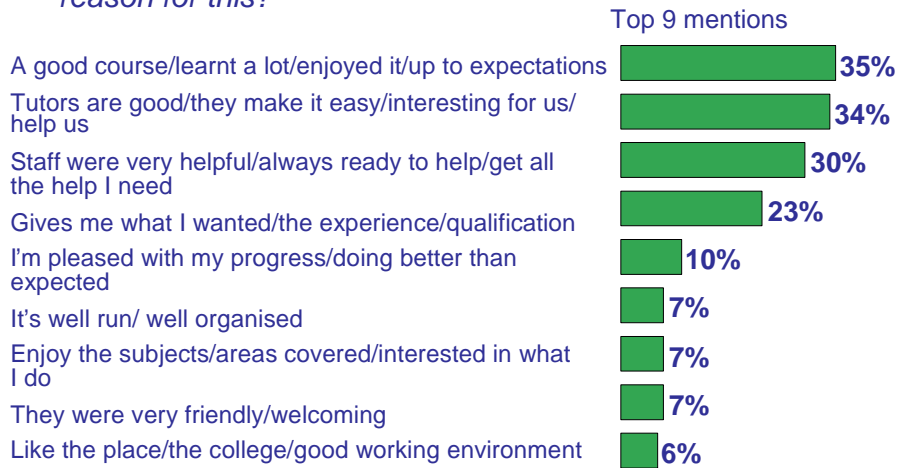 reason for this?
Top 9 mentions
A good course/learnt a lot/enjoyed it/up to expectations 35%
Tutors are good/they make it easy/interesting for us/
help us 34%
Staff were very helpful/always ready to help/get all
the help I need 30%
Gives me what I wanted/the experience/qualification 23%
I'm pleased with my progress/doing better than
expected 10%
It's well run/ well organised 7%
Enjoy the subjects/areas covered/interested in what
I do 7%
They were very friendly/welcoming 7%
Like the place/the college/good working environment 6%